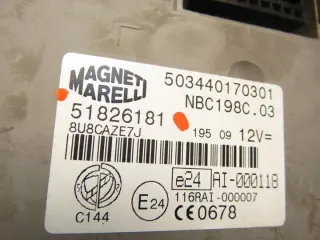 MAGNETI
MARELLI
503440170301
NBC198C.03
51826181
8U8CAZE7J
195 09 12V=
e24 AI-000118
116RAI-000007
C144
E24
CE0678